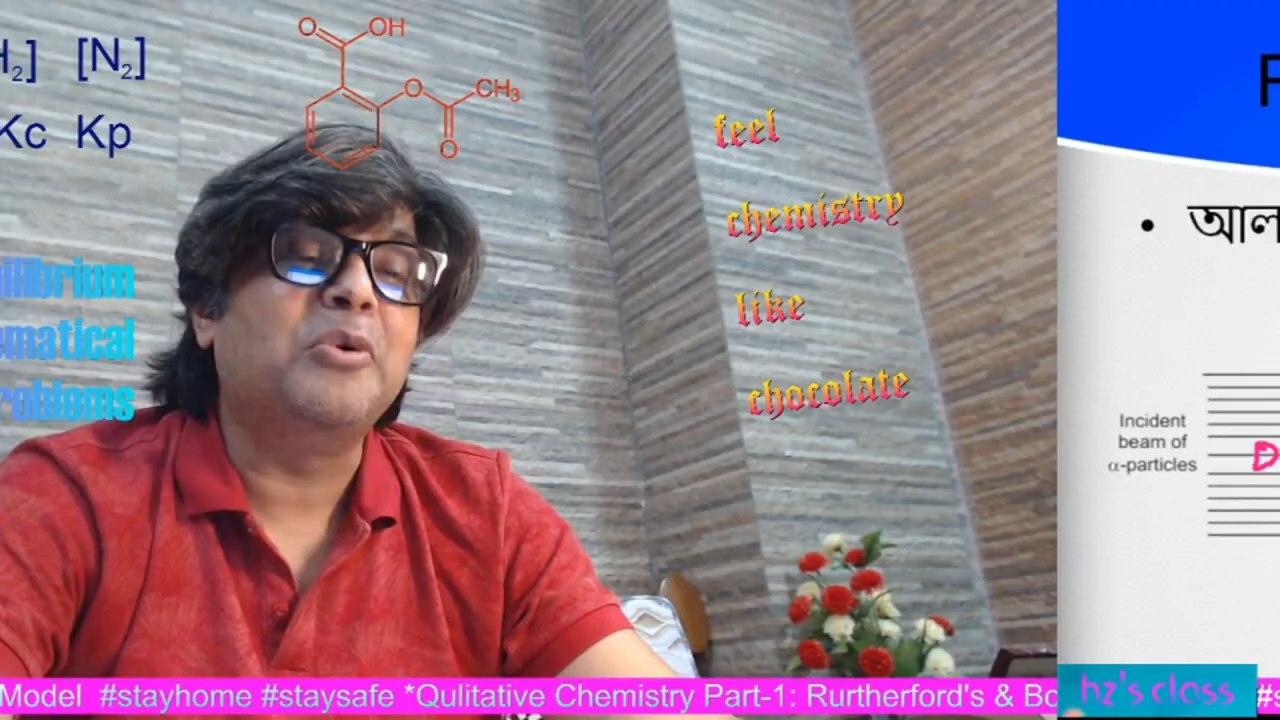 H₂] [N₂]
Kc Kp
O OH
O CH₃
O
feel
chemistry
like
chocolate
আল
Incident
beam of
α-particles
Model #stayhome #staysafe *Qulitative Chemistry Part-1: Rurtherford's & Bo
hz's class